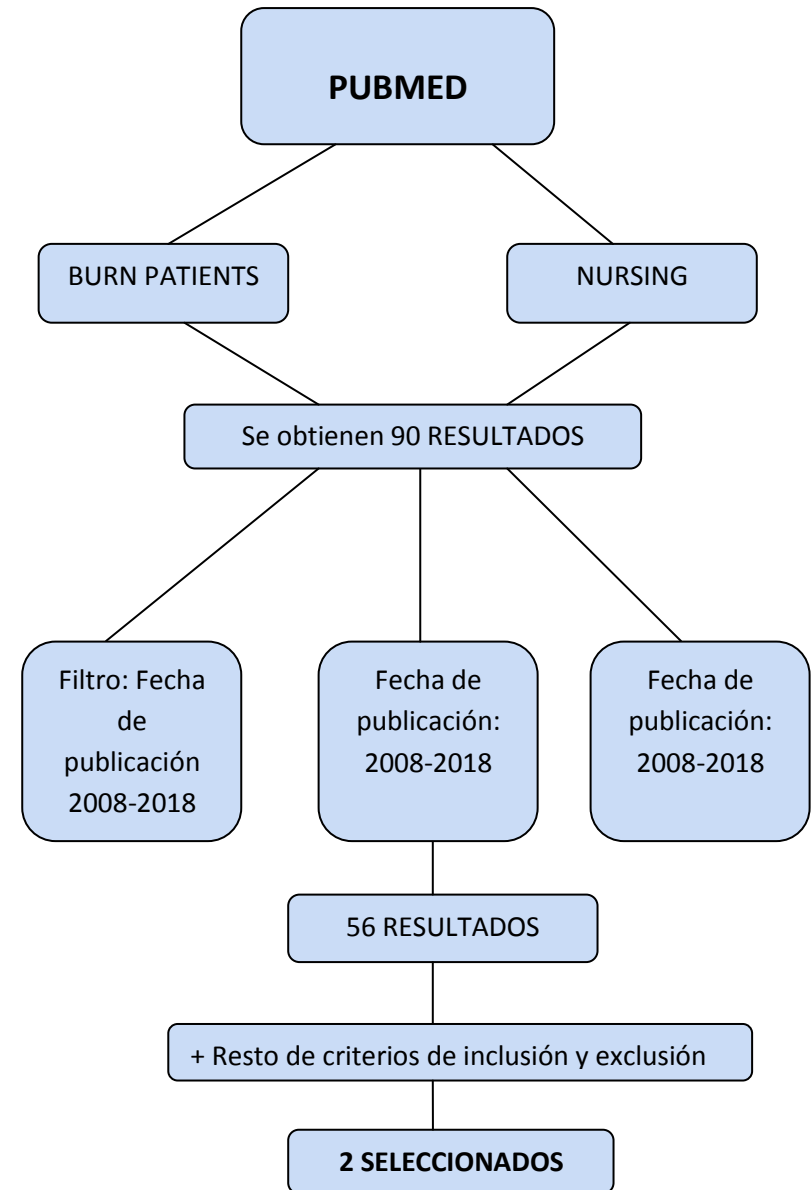 PUBMED
BURN PATIENTS
NURSING
Se obtienen 90 RESULTADOS
Filtro: Fecha
de
publicación
2008-2018
Fecha de
publicación:
2008-2018
Fecha de
publicación:
2008-2018
56 RESULTADOS
+ Resto de criterios de inclusión y exclusión
2 SELECCIONADOS